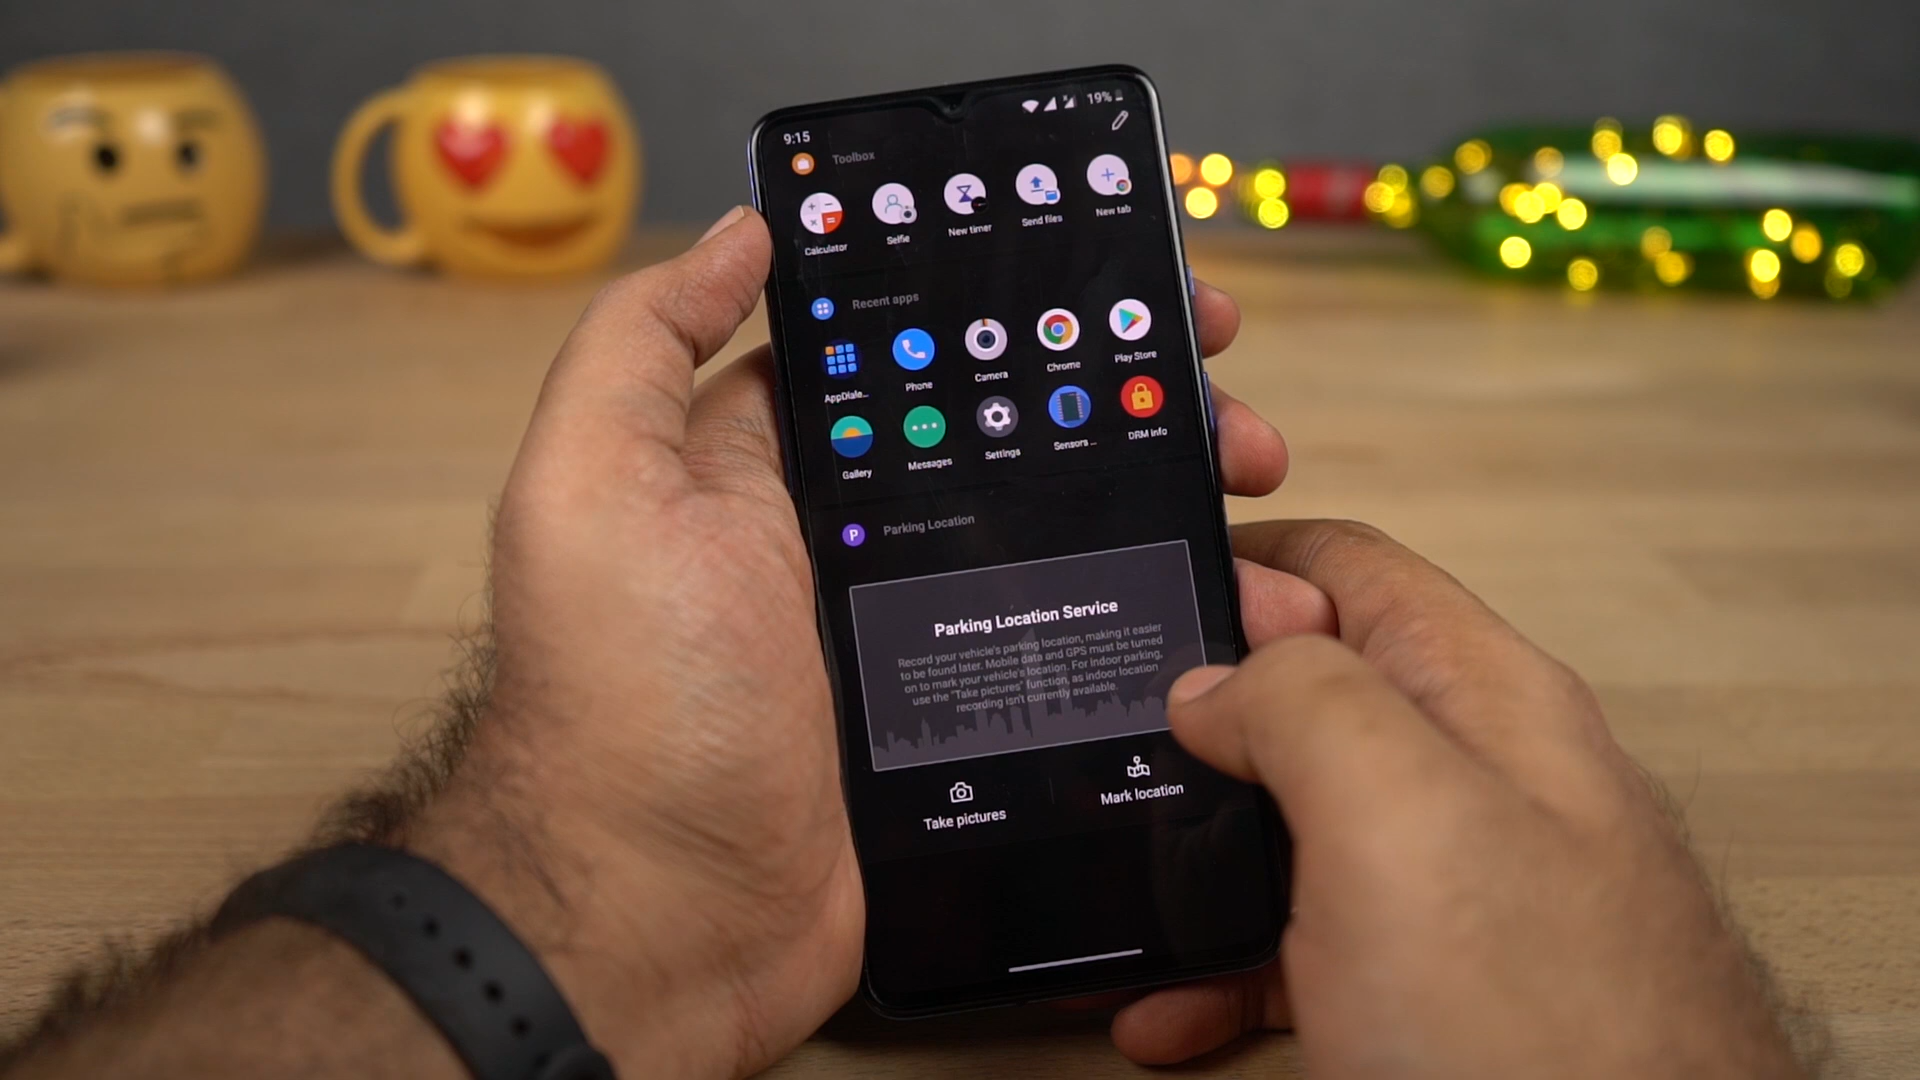 9:15
19%
Toolbox
Calculator
Selfie
New timer
Send files
New tab
Recent apps
AppDiale...
Phone
Camera
Chrome
Play Store
Gallery
Messages
Settings
Sensors ...
DRM Info
P
Parking Location
Parking Location Service
Record your vehicle's parking location, making it easier
to be found later. Mobile data and GPS must be turned
on to mark your vehicle's location. For indoor parking,
use the "Take pictures" function, as indoor location
recording isn't currently available.
Take pictures
Mark location